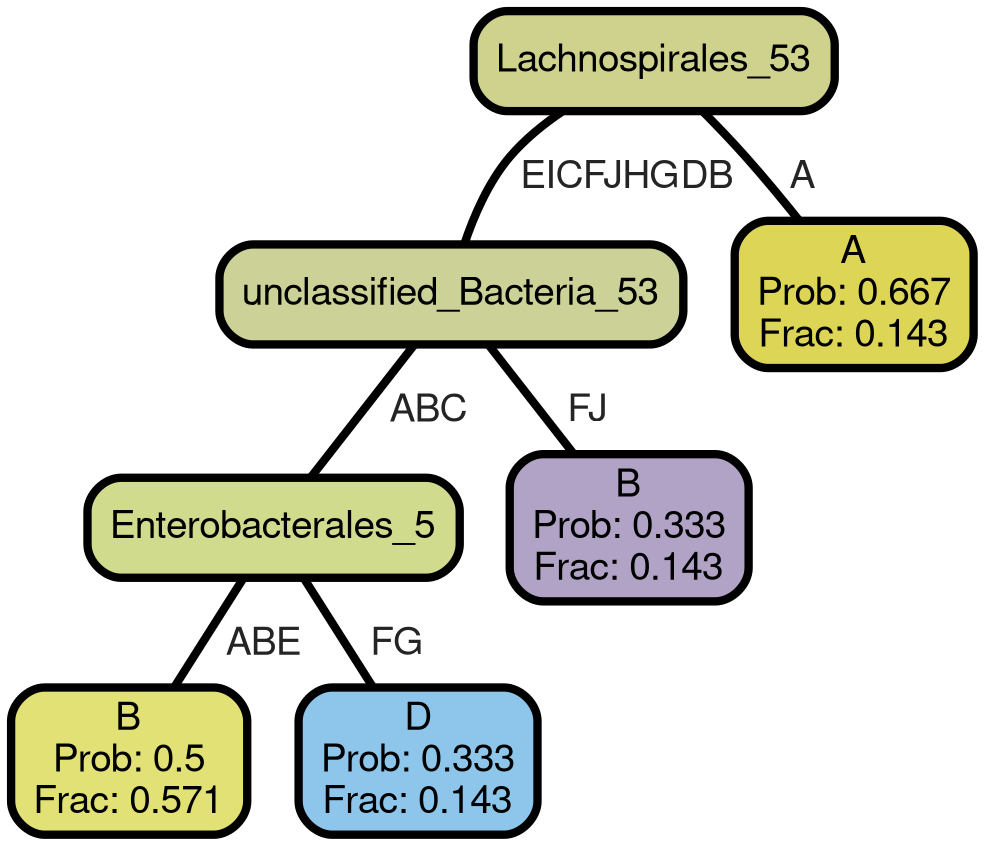 Lachnospirales_53
EICFJHGDB
A
A
Prob: 0.667
Frac: 0.143
unclassified_Bacteria_53
ABC
FJ
B
Prob: 0.333
Frac: 0.143
Enterobacterales_5
ABE
FG
B
Prob: 0.5
Frac: 0.571
D
Prob: 0.333
Frac: 0.143